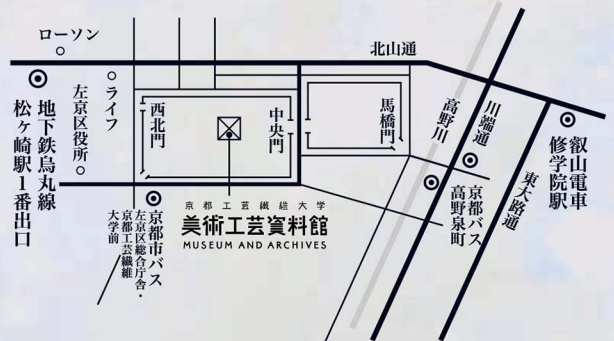 ローソン
北山通
地下鉄烏丸線
松ヶ崎駅1番出口
ライフ
左京区役所
西北門
中央門
馬橋門
高野川
川端通
叡山電車
修学院駅
東大路通
京都バス
高野泉町
京都市バス
左京区総合庁舎・
京都工芸繊維
大学前
京都工芸繊維大学
美術工芸資料館
MUSEUM AND ARCHIVES